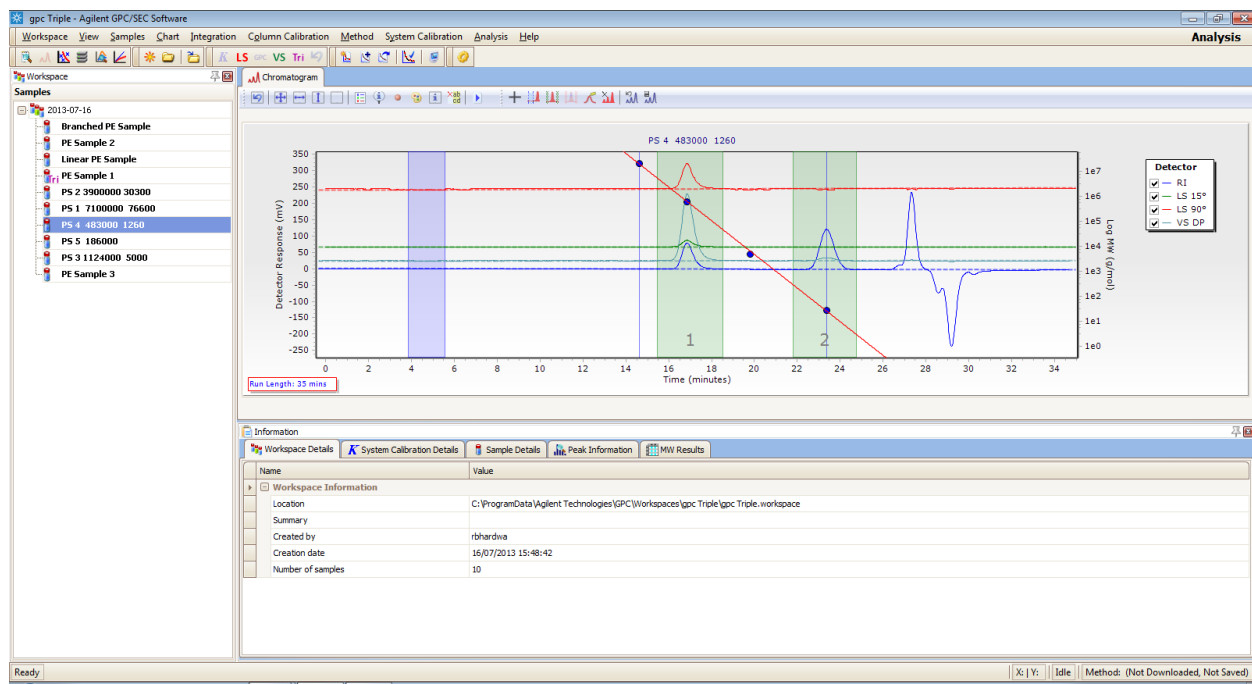 gpc Triple - Agilent GPC/SEC Software
Workspace View Samples Chart Integration Column Calibration Method System Calibration Analysis Help Analysis
K LS GPC VS Tri
Workspace
Samples
2013-07-16
Branched PE Sample
PE Sample 2
Linear PE Sample
Tri PE Sample 1
PS 2 3900000 30300
PS 1 7100000 76600
PS 4 483000 1260
PS 5 186000
PS 3 1124000 5000
PE Sample 3
Chromatogram
PS 4 483000 1260
Detector Response (mV)
350
300
250
200
150
100
50
0
-50
-100
-150
-200
-250
1
2
0 2 4 6 8 10 12 14 16 18 20 22 24 26 28 30 32 34
Time (minutes)
Run Length: 35 mins
1e7
1e6
1e5
1e4
1e3
1e2
1e1
1e0
Log MW (g/mol)
Detector
RI
LS 15°
LS 90°
VS DP
Information
Workspace Details K System Calibration Details Sample Details Peak Information MW Results
Name Value
Workspace Information
Location C:\ProgramData\Agilent Technologies\GPC\Workspaces\gpc Triple\gpc Triple.workspace
Summary
Created by rbhardwa
Creation date 16/07/2013 15:48:42
Number of samples 10
Ready X: | Y: Idle Method: (Not Downloaded, Not Saved)